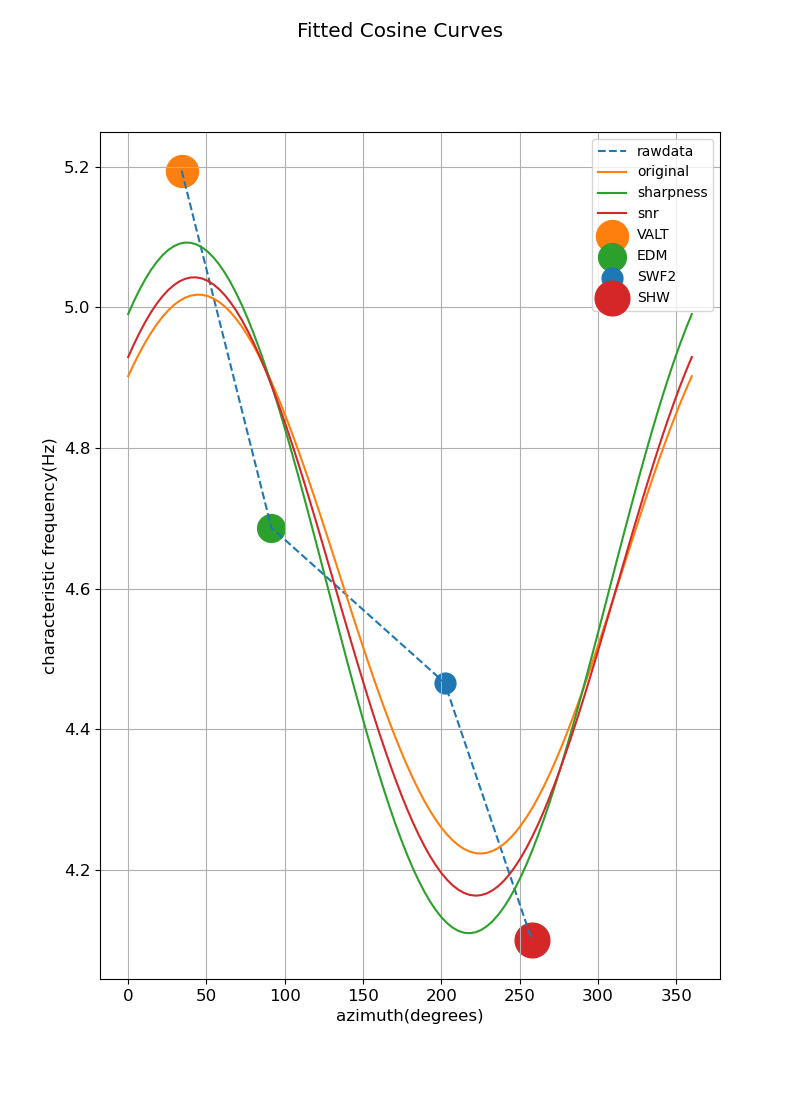 Fitted Cosine Curves
rawdata
original
sharpness
snr
VALT
EDM
SWF2
SHW
5.2
5.0
4.8
4.6
4.4
4.2
characteristic frequency(Hz)
0 50 100 150 200 250 300 350
azimuth(degrees)